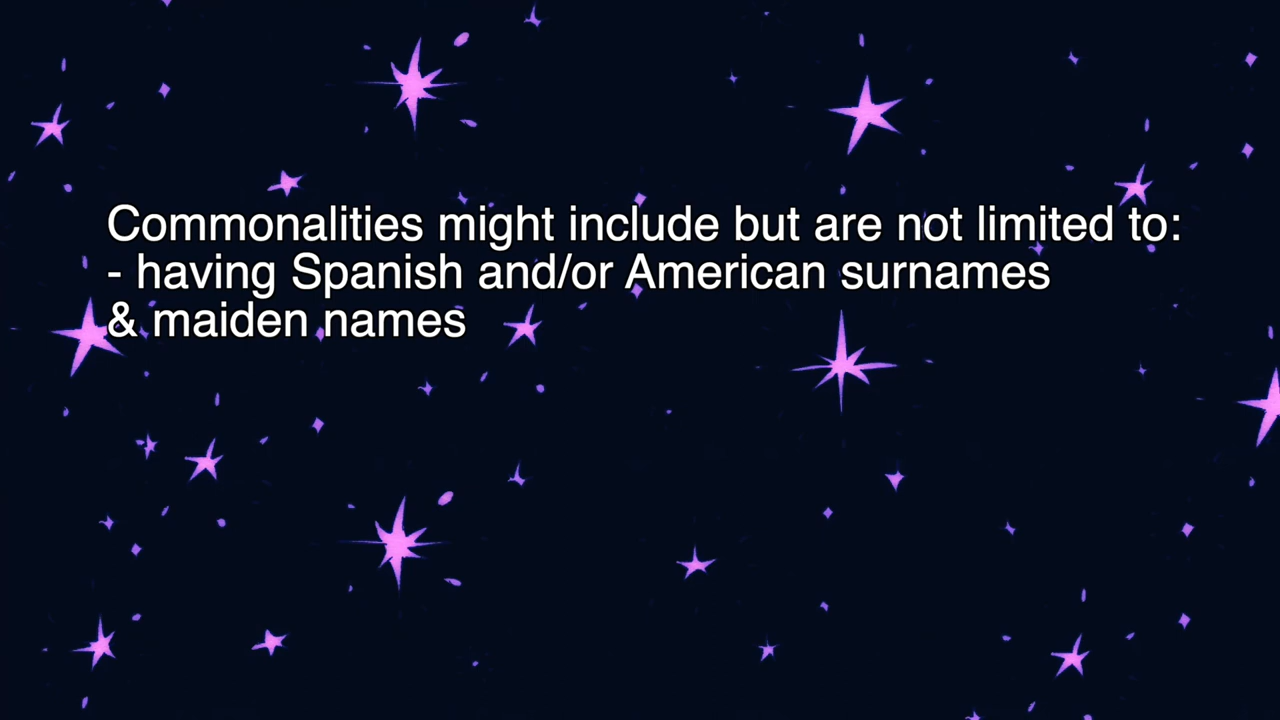 Commonalities might include but are not limited to:
- having Spanish and/or American surnames
& maiden names